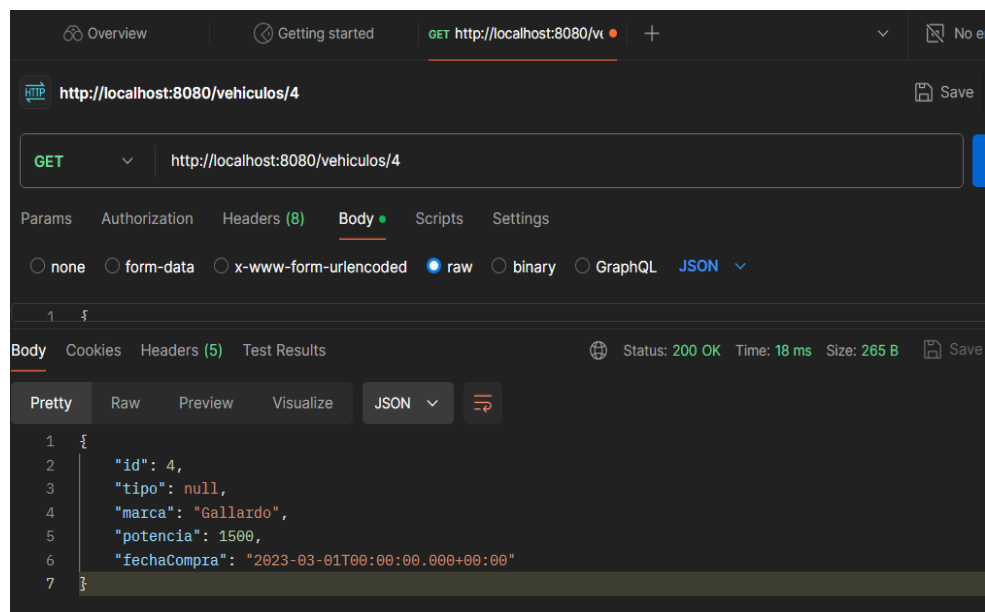 Overview Getting started GET http://localhost:8080/ve No e
HTTP http://localhost:8080/vehiculos/4 Save
GET http://localhost:8080/vehiculos/4
Params Authorization Headers (8) Body Scripts Settings
none form-data x-www-form-urlencoded raw binary GraphQL JSON
1 {
Body Cookies Headers (5) Test Results Status: 200 OK Time: 18 ms Size: 265 B Save
Pretty Raw Preview Visualize JSON
1 {
2 "id": 4,
3 "tipo": null,
4 "marca": "Gallardo",
5 "potencia": 1500,
6 "fechaCompra": "2023-03-01T00:00:00.000+00:00"
7 }